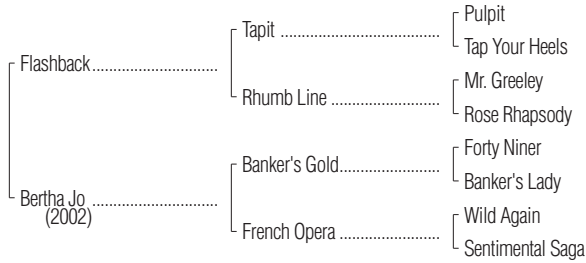 Pulpit
Tapit ........................................
Tap Your Heels
Flashback................................
Mr. Greeley
Rhumb Line ...........................
Rose Rhapsody
Forty Niner
Banker's Gold.........................
Banker's Lady
Bertha Jo ................................
(2002)
Wild Again
French Opera .........................
Sentimental Saga